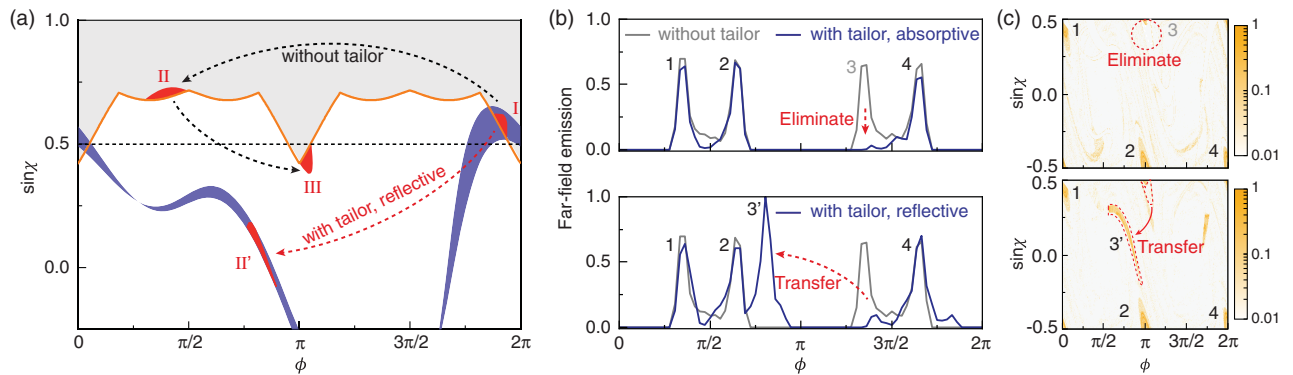 (a)
1.0
0.5
0.0
sinχ
II
without tailor
I
III
with tailor, reflective
II'
0
π/2
π
3π/2
2π
ϕ
(b)
Far-field emission
1.0
0.5
0.0
without tailor
with tailor, absorptive
1
2
3
4
Eliminate
1.0
0.5
0.0
with tailor, reflective
1
2
3'
4
Transfer
0
π/2
π
3π/2
2π
ϕ
(c)
0.5
0.0
-0.5
sinχ
1
3
Eliminate
2
4
1
0.1
0.01
0.5
0.0
-0.5
sinχ
1
3'
Transfer
2
4
1
0.1
0.01
0
π/2
π
3π/2
2π
ϕ